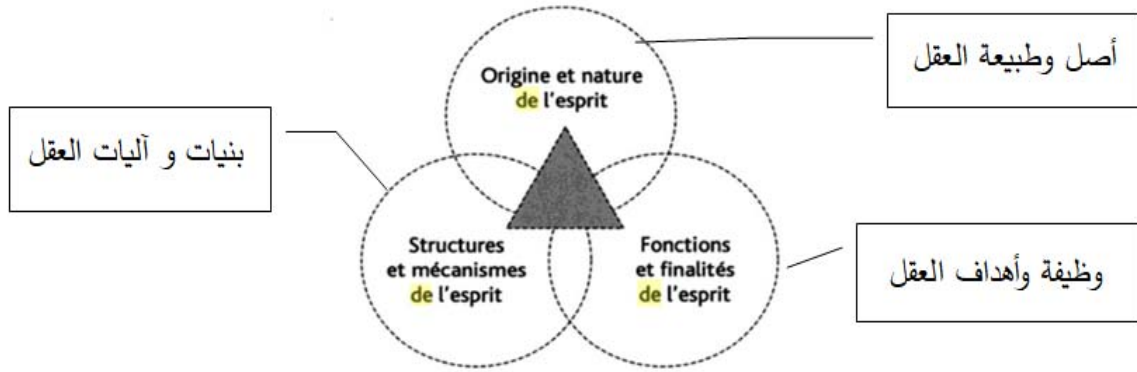 Origine et nature
de l'esprit
أصل وطبيعة العقل
بنيات و آليات العقل
Structures
et mécanismes
de l'esprit
Fonctions
et finalités
de l'esprit
وظيفة وأهداف العقل